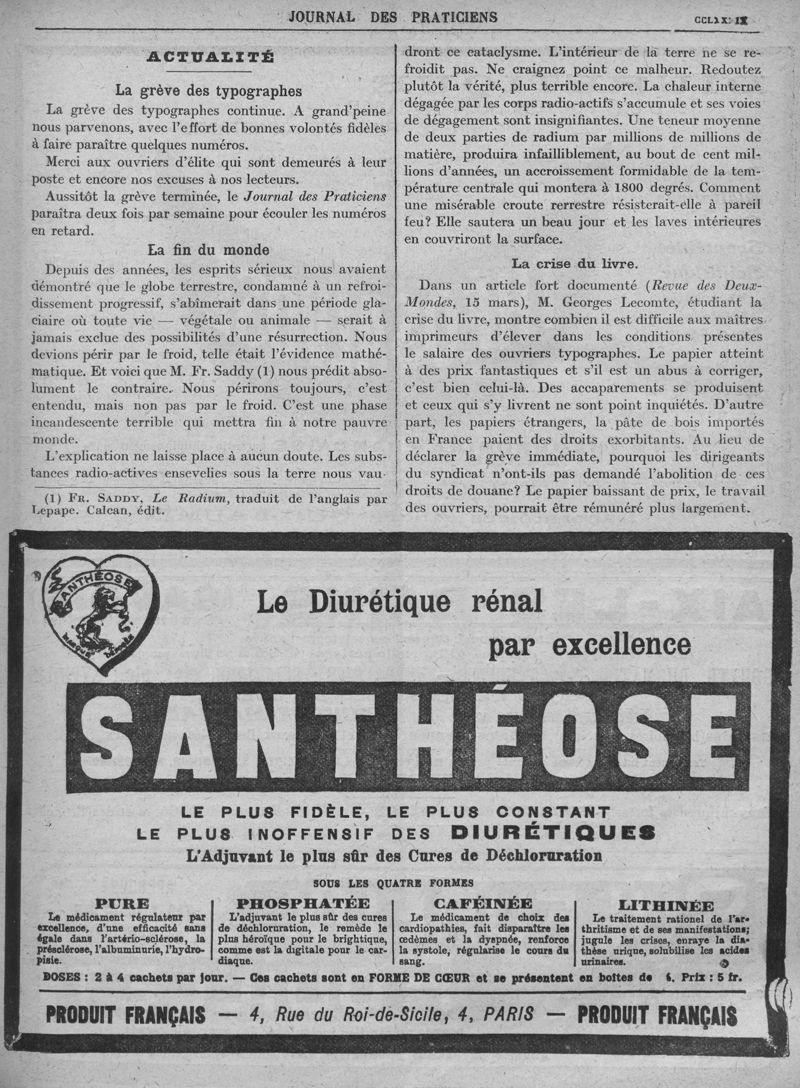 JOURNAL DES PRATICIENS
ACTUALITÉ
La grève des typographes
La grève des typographes continue. A grand'peine
nous parvenons, avec l'effort de bonnes volontés fidèles
à faire paraître quelques numéros.
Merci aux ouvriers d'élite qui sont demeurés à leur
poste et encore nos excuses à nos lecteurs.
Aussitôt la grève terminée, le Journal des Praticiens
paraîtra deux fois par semaine pour écouler les numéros
en retard.
La fin du monde
Depuis des années, les esprits sérieux nous avaient
démontré que le globe terrestre, condamné à un refroi-
dissement progressif, s'abîmerait dans une période gla-
ciaire où toute vie — végétale ou animale — serait à
jamais exclue des possibilités d'une résurrection. Nous
devions périr par le froid, telle était l'évidence mathé-
matique. Et voici que M. Fr. Saddy (1) nous prédit abso-
lument le contraire. Nous périrons toujours, c'est
entendu, mais non pas par le froid. C'est une phase
incandescente terrible qui mettra fin à notre pauvre
monde.
L'explication ne laisse place à aucun doute. Les subs-
tances radio-actives ensevelies sous la terre nous vau-
(1) FR. SADDY, Le Radium, traduit de l'anglais par
Lepape. Calcan, édit.
dront ce cataclysme. L'intérieur de la terre ne se re-
froidit pas. Ne craignez point ce malheur. Redoutez
plutôt la vérité, plus terrible encore. La chaleur interne
dégagée par les corps radio-actifs s'accumule et ses voies
de dégagement sont insignifiantes. Une teneur moyenne
de deux parties de radium par millions de millions de
matière, produira infailliblement, au bout de cent mil-
lions d'années, un accroissement formidable de la tem-
pérature centrale qui montera à 1800 degrés. Comment
une misérable croute rerrestre résisterait-elle à pareil
feu? Elle sautera un beau jour et les laves intérieures
en couvriront la surface.
La crise du livre.
Dans un article fort documenté (Revue des Deux-
Mondes, 15 mars), M. Georges Lecomte, étudiant la
crise du livre, montre combien il est difficile aux maîtres
imprimeurs d'élever dans les conditions présentes
le salaire des ouvriers typographes. Le papier atteint
à des prix fantastiques et s'il est un abus à corriger,
c'est bien celui-là. Des accaparements se produisent
et ceux qui s'y livrent ne sont point inquiétés. D'autre
part, les papiers étrangers, la pâte de bois importés
en France paient des droits exorbitants. Au lieu de
déclarer la grève immédiate, pourquoi les dirigeants
du syndicat n'ont-ils pas demandé l'abolition de ces
droits de douane? Le papier baissant de prix, le travail
des ouvriers, pourrait être rémunéré plus largement.
SANTHÉOSE
Le Diurétique rénal
par excellence
SANTHÉOSE
LE PLUS FIDÈLE, LE PLUS CONSTANT
LE PLUS INOFFENSIF DES DIURÉTIQUES
L'Adjuvant le plus sûr des Cures de Déchloruration
SOUS LES QUATRE FORMES
PURE
Le médicament régulateur par
excellence, d'une efficacité sans
égale dans l'artério-sclérose, la
présclérose, l'albuminurie, l'hydro-
pisie.
PHOSPHATÉE
L'adjuvant le plus sûr des cures
de déchloruration, le remède le
plus héroïque pour le brightique,
comme est la digitale pour le car-
diaque.
CAFÉINÉE
Le médicament de choix des
cardiopathies, fait disparaître les
œdèmes et la dyspnée, renforce
la systole, régularise le cours du
sang.
LITHINÉE
Le traitement rationel de l'ar-
thritisme et de ses manifestations;
jugule les crises, enraye la dia-
thèse urique, solubilise les acides
urinaires.
DOSES : 2 à 4 cachets par jour. — Ces cachets sont en FORME DE CŒUR et se présentent en boîtes de Prix : 5 fr.
PRODUIT FRANÇAIS — 4, Rue du Roi-de-Sicile, 4, PARIS — PRODUIT FRANÇAIS